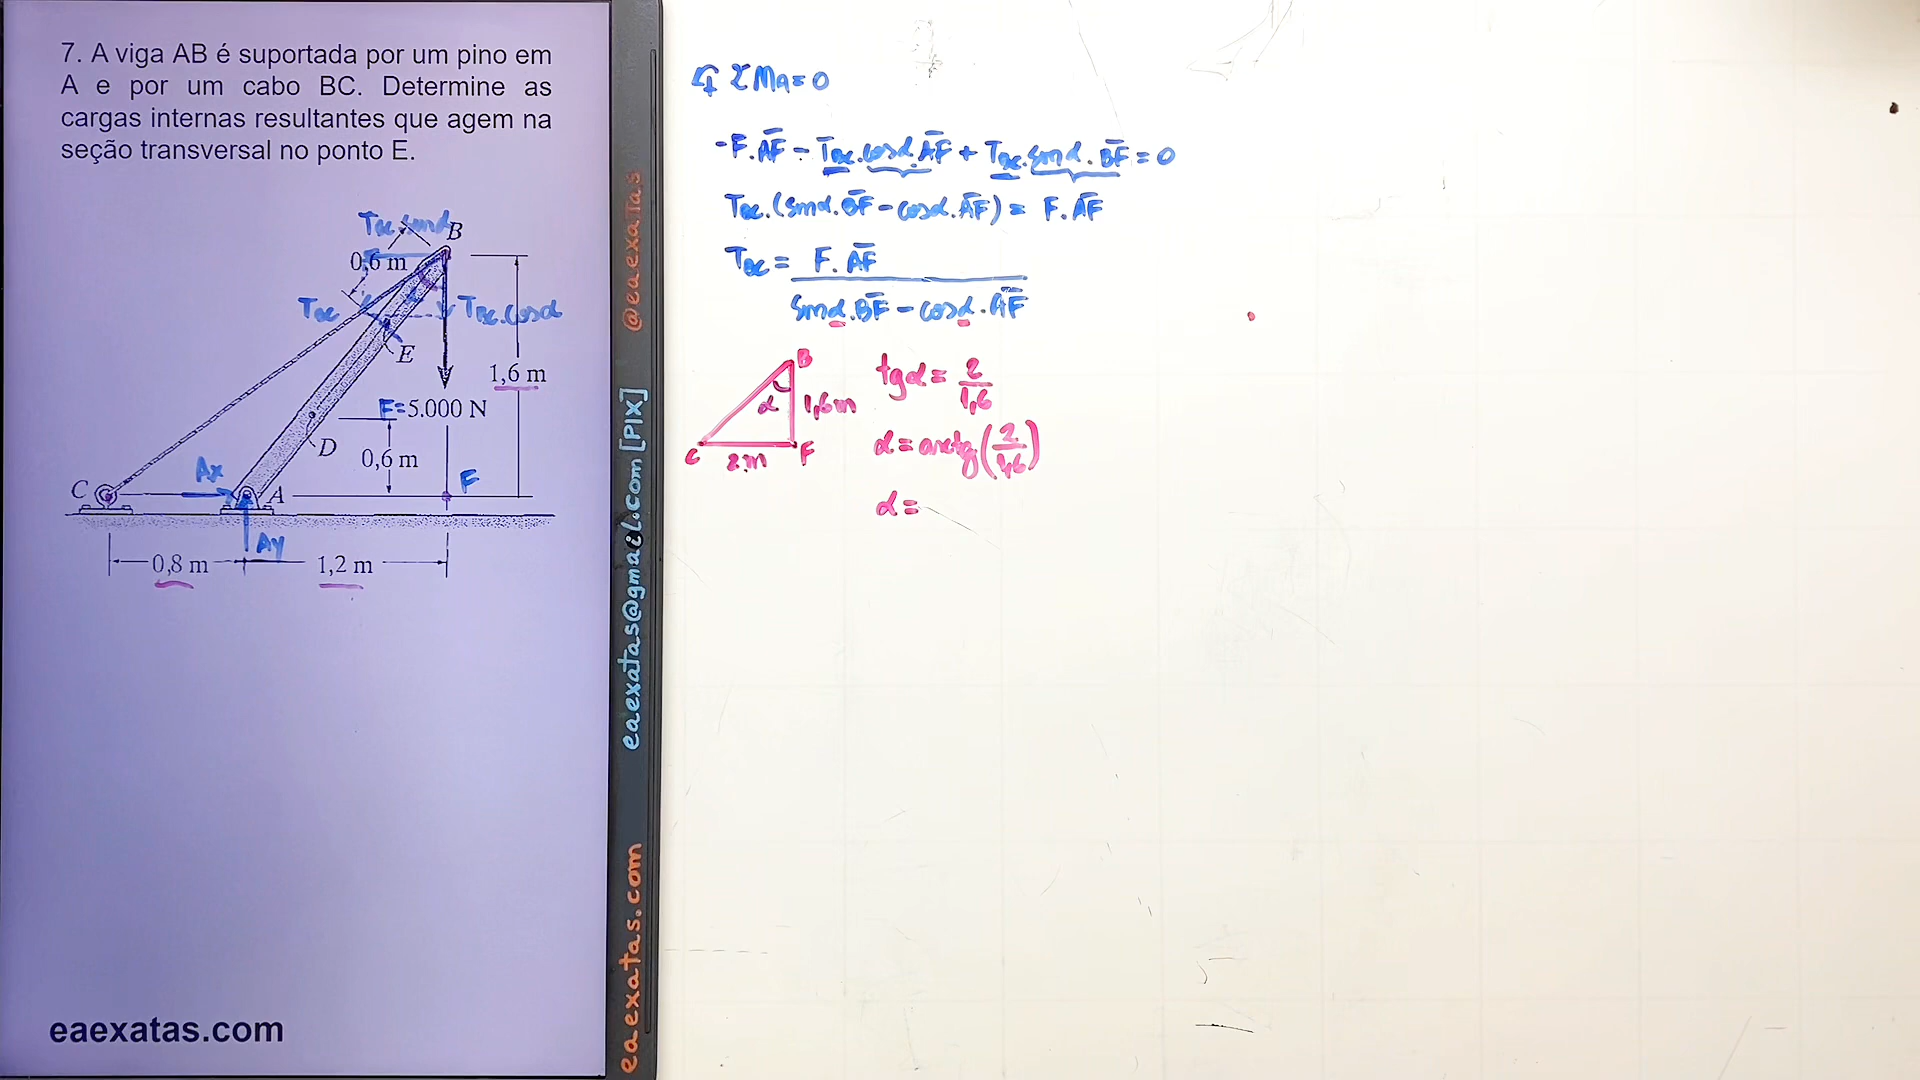 7. A viga AB é suportada por um pino em
A e por um cabo BC. Determine as
cargas internas resultantes que agem na
seção transversal no ponto E.
TBC.senα
B
0,6 m
TBC
TBC.cosα
E
1,6 m
F=5.000 N
D
0,6 m
Ax
F
C
A
Ay
0,8 m
1,2 m
eaexatas.com
@eaexatas
eaexatas@gmail.com [PIX]
eaexatas.com
+ ΣMA=0
-F.AF - TBC.cosα.AF + TBC.senα.BF = 0
TBC.(senα.BF - cosα.AF) = F.AF
TBC = F.AF
senα.BF - cosα.AF
B
α
1,6m
C
2m
F
tgα = 2
1,6
α = arctg(2
1,6)
α =